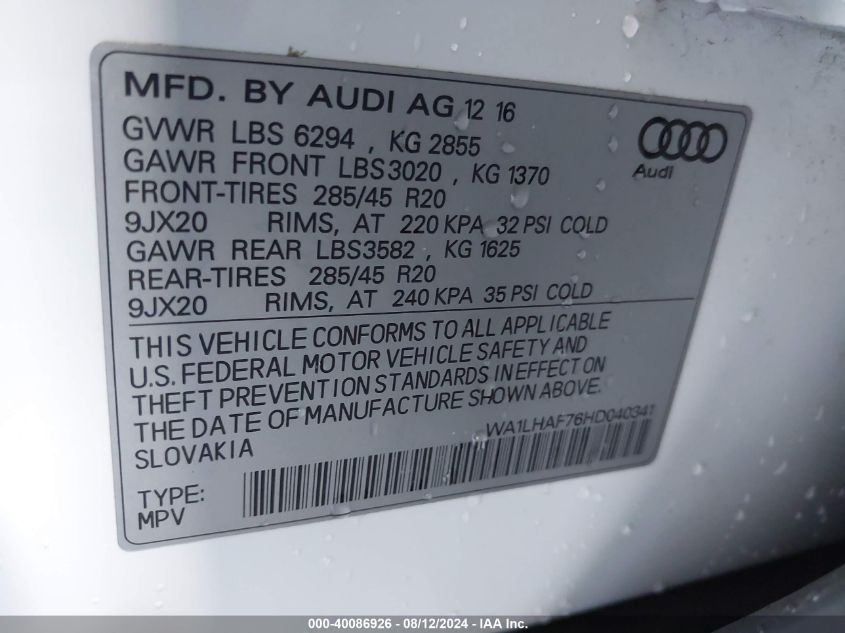 MFD. BY AUDI AG 12 16
GVWR LBS 6294 , KG 2855
GAWR FRONT LBS3020 , KG 1370
FRONT-TIRES 285/45 R20
9JX20 RIMS, AT 220 KPA 32 PSI COLD
GAWR REAR LBS3582 , KG 1625
REAR-TIRES 285/45 R20
9JX20 RIMS, AT 240 KPA 35 PSI COLD
Audi
THIS VEHICLE CONFORMS TO ALL APPLICABLE
U.S. FEDERAL MOTOR VEHICLE SAFETY AND
THEFT PREVENTION STANDARDS IN EFFECT ON
THE DATE OF MANUFACTURE SHOWN ABOVE.
SLOVAKIA
WA1LHAF76HD040341
TYPE:
MPV
000-40086926 - 08/12/2024 - IAA Inc.